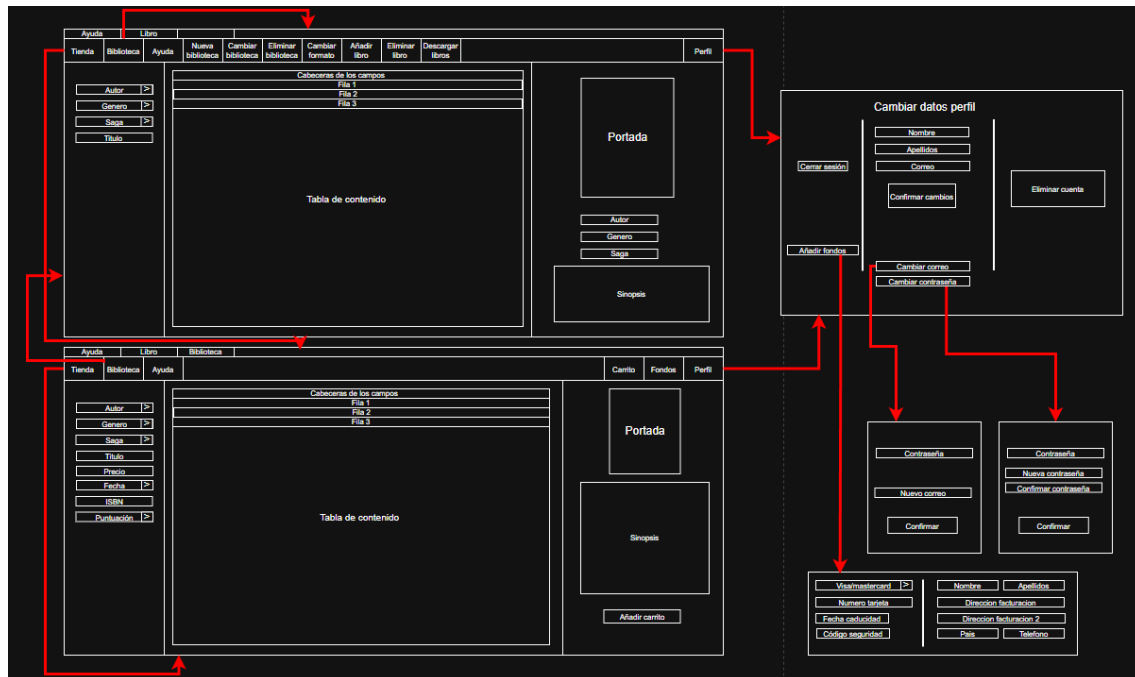 Ayuda Libro
Tienda Biblioteca Ayuda Nueva biblioteca Cambiar biblioteca Eliminar biblioteca Cambiar formato Añadir libro Eliminar libro Descargar libros Perfil
Autor >
Genero >
Saga >
Titulo
Cabeceras de los campos
Fila 1
Fila 2
Fila 3
Tabla de contenido
Portada
Autor
Genero
Saga
Sinopsis
Ayuda Libro Biblioteca
Tienda Biblioteca Ayuda Carrito Fondos Perfil
Autor >
Genero >
Saga >
Titulo
Precio
Fecha >
ISBN
Puntuación >
Cabeceras de los campos
Fila 1
Fila 2
Fila 3
Tabla de contenido
Portada
Sinopsis
Añadir carrito
Cambiar datos perfil
Cerrar sesión
Añadir fondos
Nombre
Apellidos
Correo
Confirmar cambios
Cambiar correo
Cambiar contraseña
Eliminar cuenta
Contraseña
Nuevo correo
Confirmar
Contraseña
Nueva contraseña
Confirmar contraseña
Confirmar
Visa/mastercard >
Numero tarjeta
Fecha caducidad
Código seguridad
Nombre Apellidos
Direccion facturacion
Direccion facturacion 2
Pais Telefono